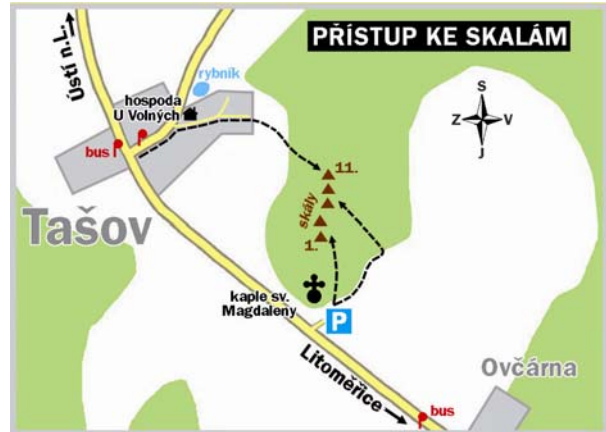 PŘÍSTUP KE SKALÁM
Ústí n.L.
rybník
hospoda
U Volných
bus
S
Z
V
J
11.
skály
1.
Tašov
kaple sv.
Magdaleny
P
Litoměřice
Ovčárna
bus